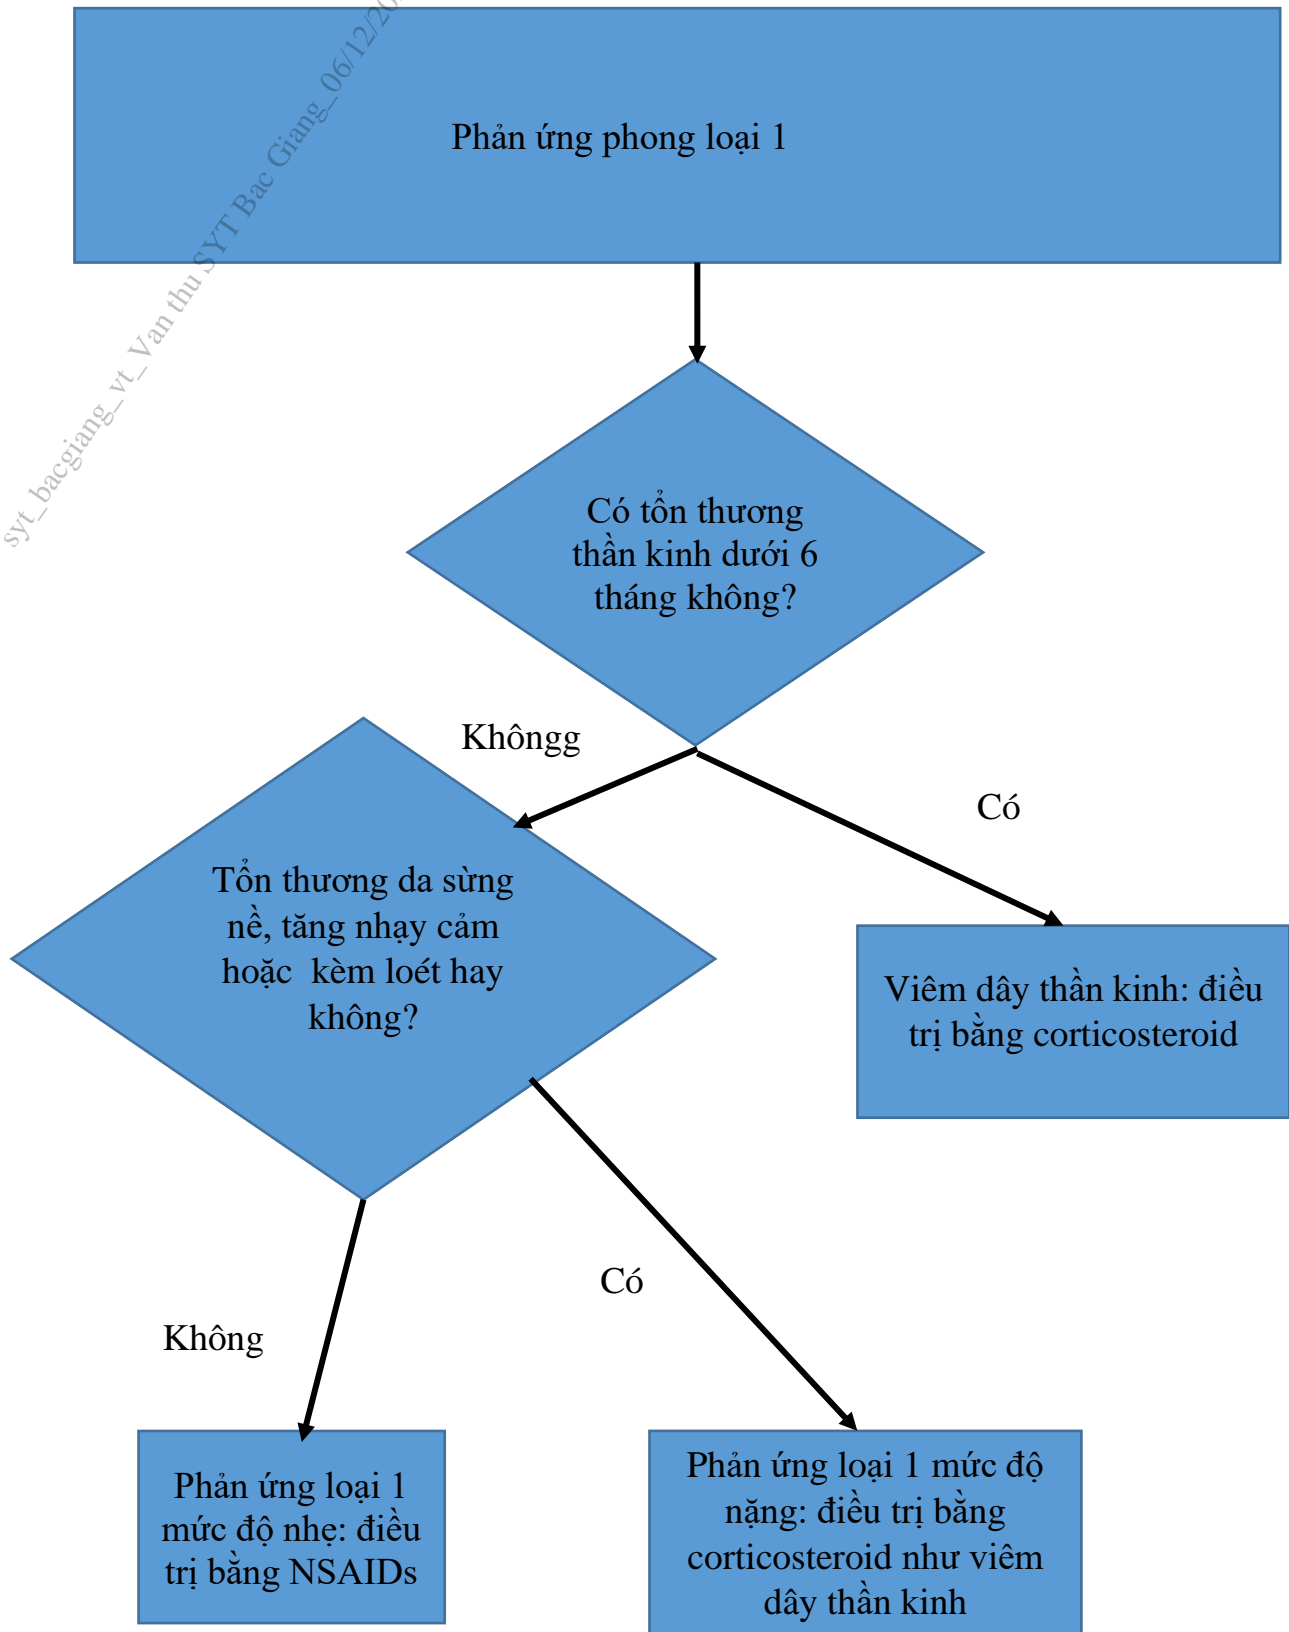 syt_bacgiang_vt_Van thu SYT Bac Giang_06/12/20
Phản ứng phong loại 1
Có tổn thương
thần kinh dưới 6
tháng không?
Khôngg
Có
Tổn thương da sừng
nề, tăng nhạy cảm
hoặc  kèm loét hay
không?
Viêm dây thần kinh: điều
trị bằng corticosteroid
Có
Không
Phản ứng loại 1
mức độ nhẹ: điều
trị bằng NSAIDs
Phản ứng loại 1 mức độ
nặng: điều trị bằng
corticosteroid như viêm
dây thần kinh